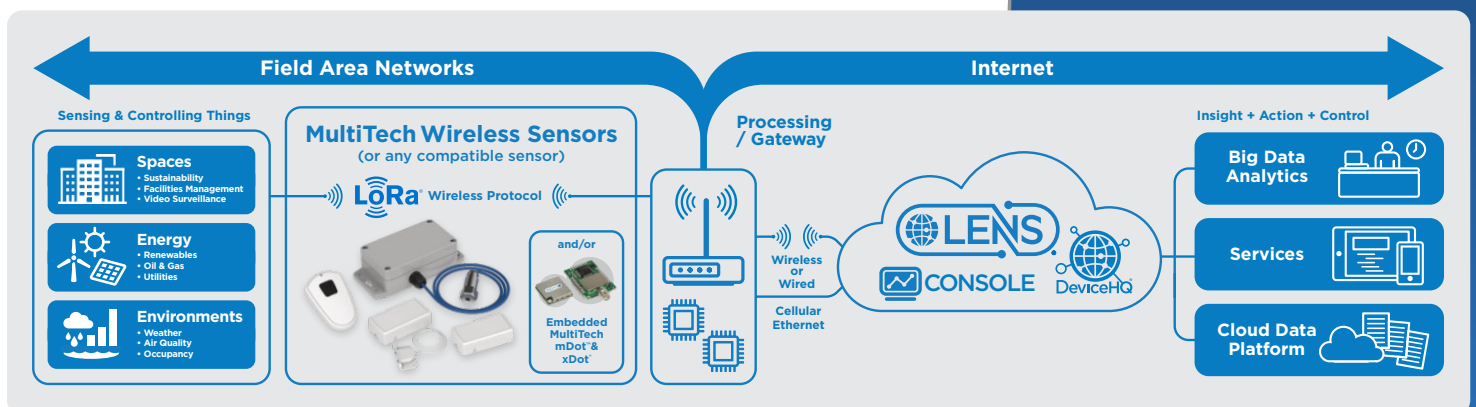 Field Area Networks
Internet
Sensing & Controlling Things
Spaces
• Sustainability
• Facilities Management
• Video Surveillance
Energy
• Renewables
• Oil & Gas
• Utilities
Environments
• Weather
• Air Quality
• Occupancy
MultiTech Wireless Sensors
(or any compatible sensor)
LoRa® Wireless Protocol
and/or
Embedded
MultiTech
mDot™ &
xDot®
Processing
/ Gateway
Wireless
or
Wired
Cellular
Ethernet
LENS
CONSOLE
DeviceHQ®
Insight + Action + Control
Big Data
Analytics
Services
Cloud Data
Platform